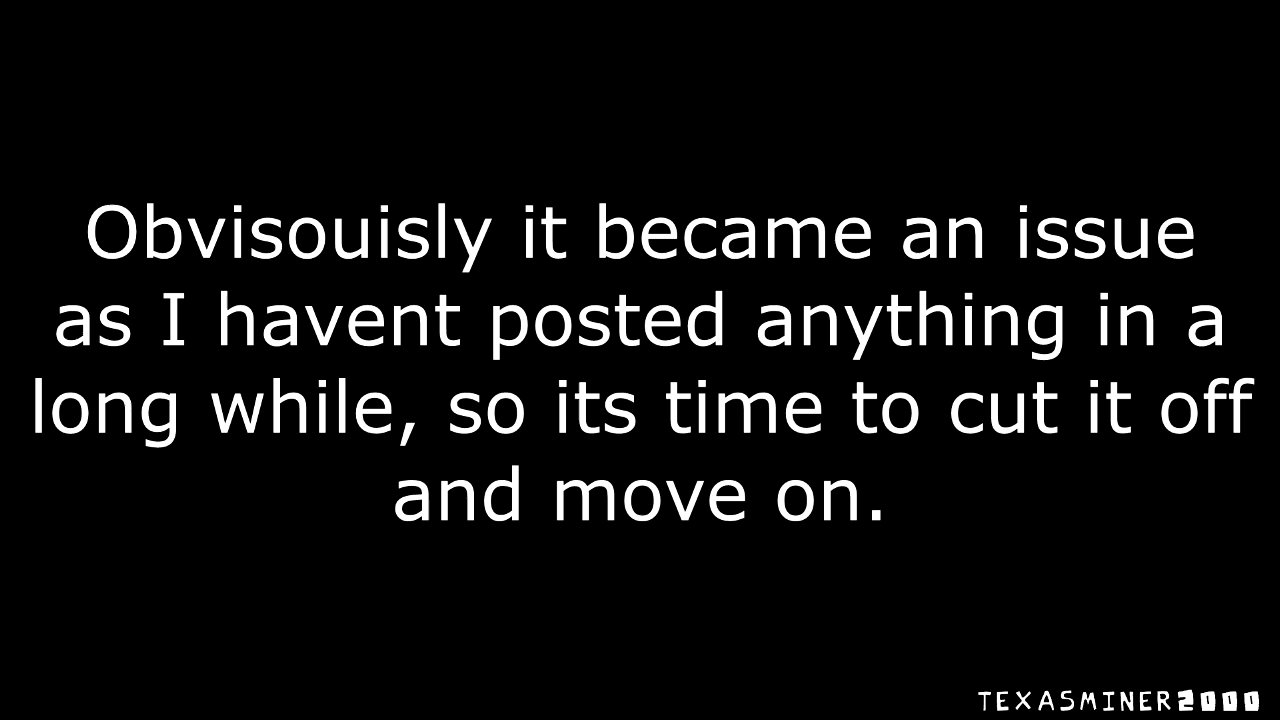 Obvisouisly it became an issue
as I havent posted anything in a
long while, so its time to cut it off
and move on.
TEXASMINER2000